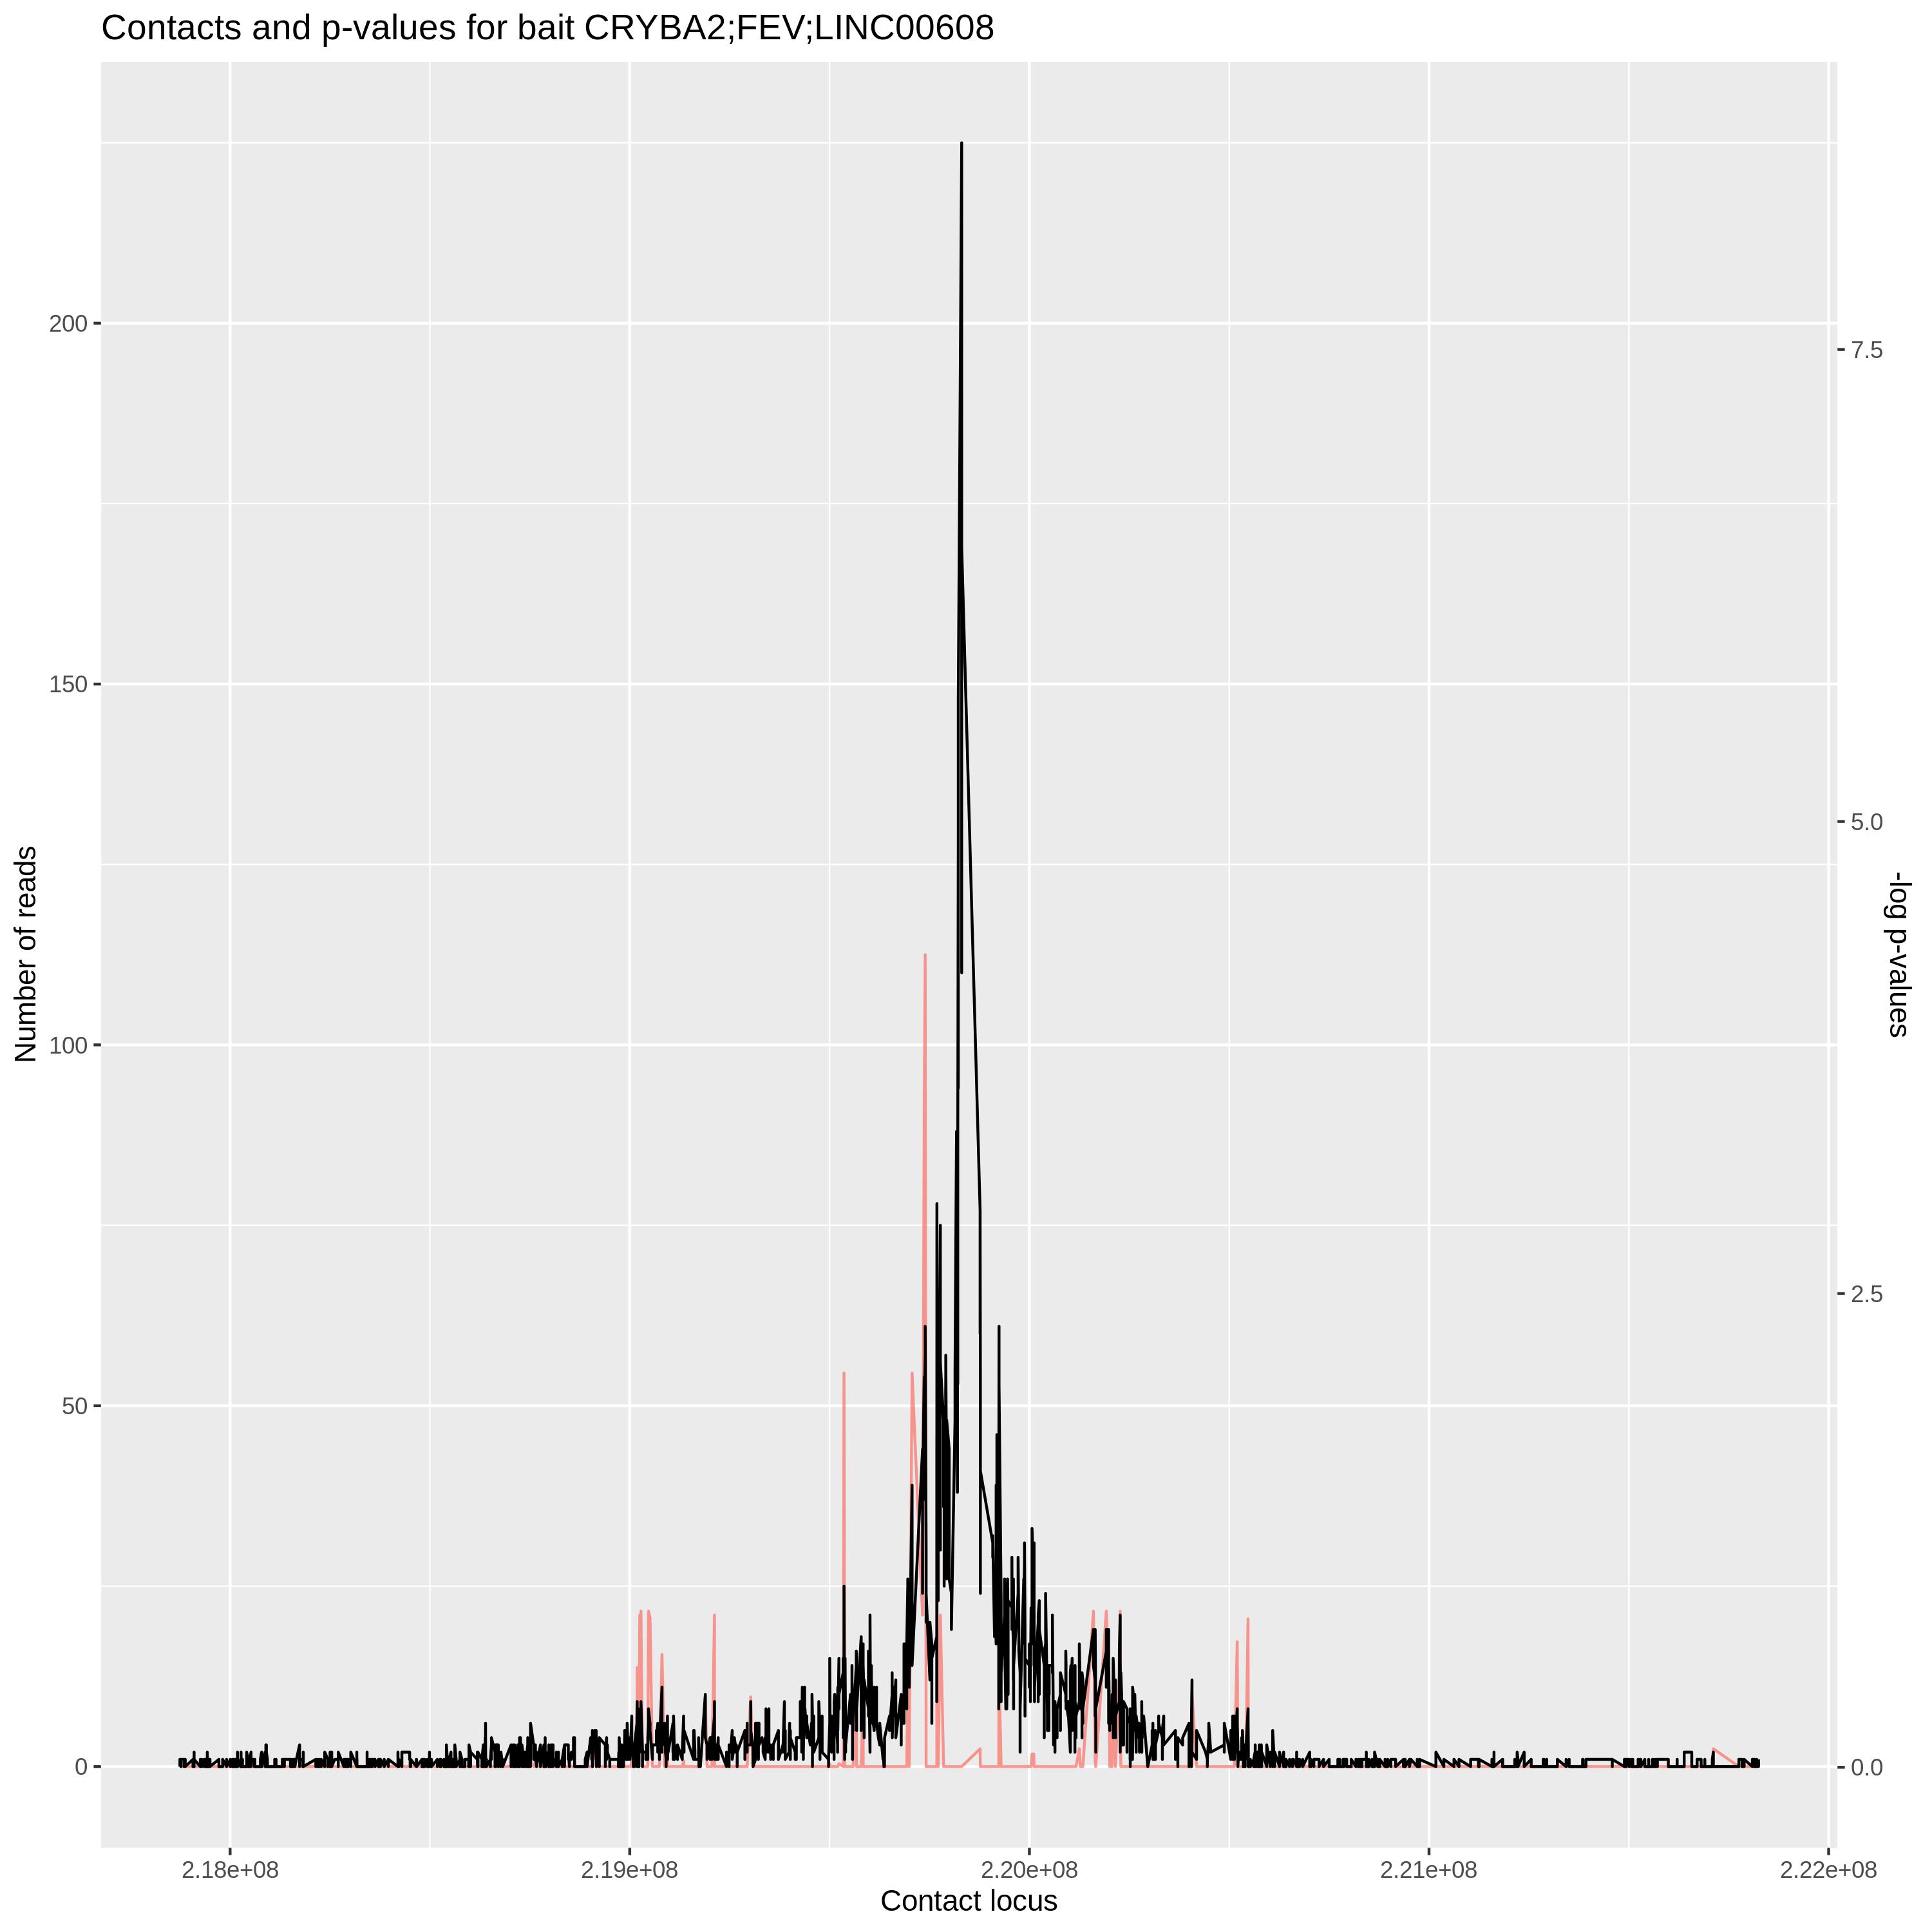 Contacts and p-values for bait CRYBA2;FEV;LINC00608
Number of reads
200
150
100
50
0
7.5
5.0
2.5
0.0
-log p-values
2.18e+08 2.19e+08 2.20e+08 2.21e+08 2.22e+08
Contact locus